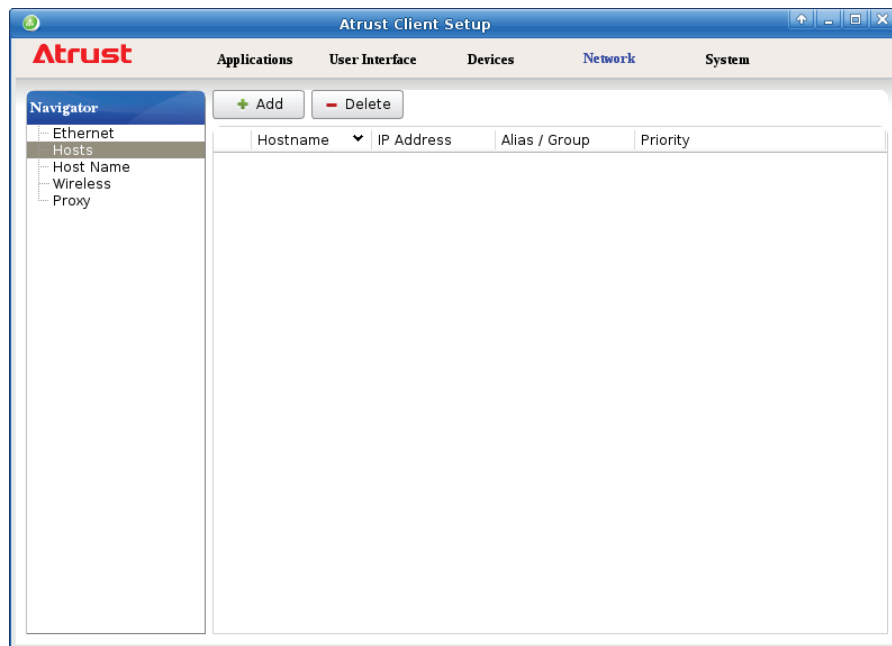 Atrust Client Setup
Atrust
Applications User Interface Devices Network System
Navigator
Ethernet
Hosts
Host Name
Wireless
Proxy
Add Delete
Hostname IP Address Alias / Group Priority